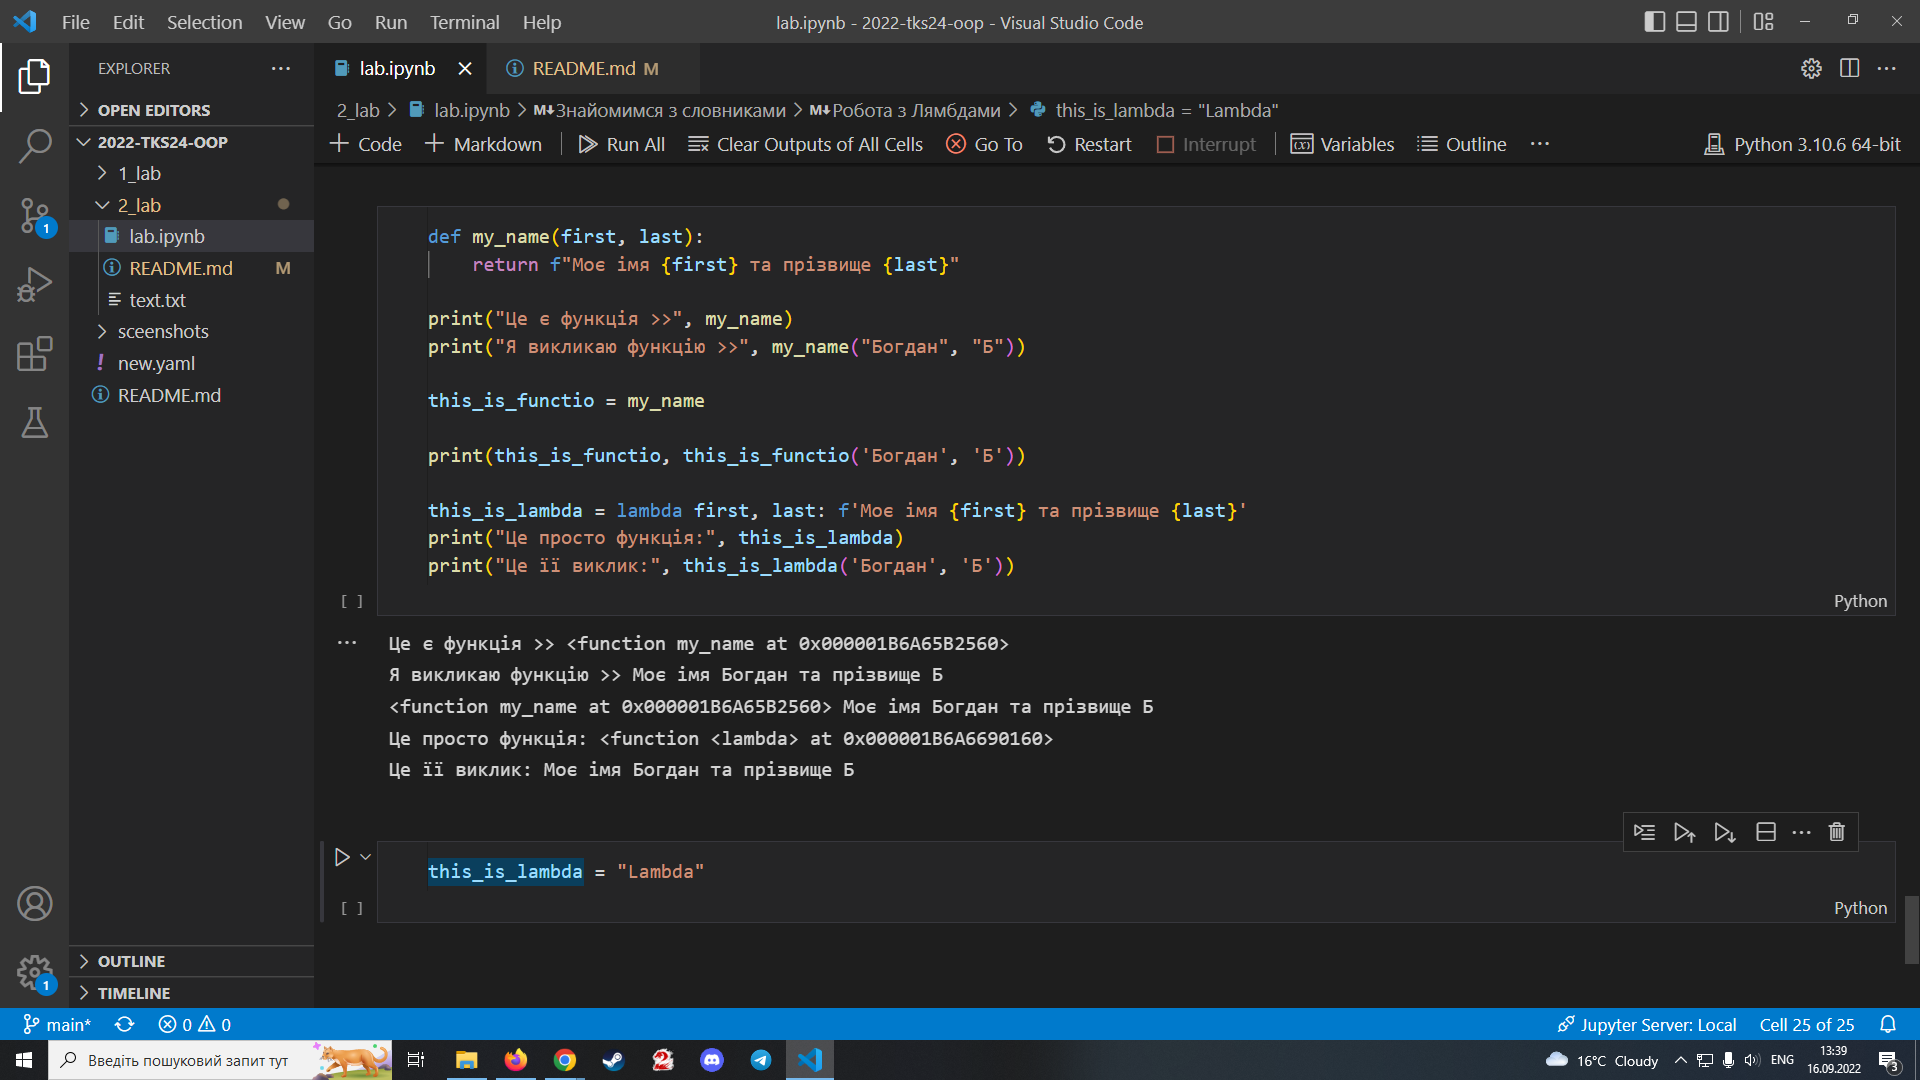 File Edit Selection View Go Run Terminal Help
lab.ipynb - 2022-tks24-oop - Visual Studio Code
EXPLORER
OPEN EDITORS
2022-TKS24-OOP
1_lab
2_lab
lab.ipynb
README.md M
text.txt
sceenshots
! new.yaml
README.md
OUTLINE
TIMELINE
1
1
lab.ipynb
README.md M
2_lab > lab.ipynb > M↓Знайомимся з словниками > M↓Робота з Лямбдами > this_is_lambda = "Lambda"
+ Code + Markdown Run All Clear Outputs of All Cells Go To Restart Interrupt Variables Outline ...
Python 3.10.6 64-bit
def my_name(first, last):
return f"Моє імя {first} та прізвище {last}"
print("Це є функція >>", my_name)
print("Я викликаю функцію >>", my_name("Богдан", "Б"))
this_is_functio = my_name
print(this_is_functio, this_is_functio('Богдан', 'Б'))
this_is_lambda = lambda first, last: f'Моє імя {first} та прізвище {last}'
print("Це просто функція:", this_is_lambda)
print("Це її виклик:", this_is_lambda('Богдан', 'Б'))
[ ]
Python
Це є функція >> <function my_name at 0x000001B6A65B2560>
Я викликаю функцію >> Моє імя Богдан та прізвище Б
<function my_name at 0x000001B6A65B2560> Моє імя Богдан та прізвище Б
Це просто функція: <function <lambda> at 0x000001B6A6690160>
Це її виклик: Моє імя Богдан та прізвище Б
this_is_lambda = "Lambda"
[ ]
Python
main* 0 0
Jupyter Server: Local Cell 25 of 25
Введіть пошуковий запит тут
16°C Cloudy
ENG
13:39
16.09.2022
3